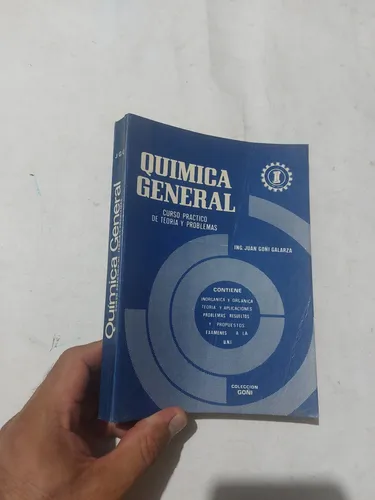 QUIMICA
GENERAL
CURSO PRACTICO
DE TEORIA Y PROBLEMAS
ING. JUAN GOÑI GALARZA
CONTIENE
INORGANICA Y ORGANICA
TEORIA Y APLICACIONES
PROBLEMAS RESUELTOS
Y PROPUESTOS
EXAMENES A LA
UNI
COLECCION
GOÑI
Química General